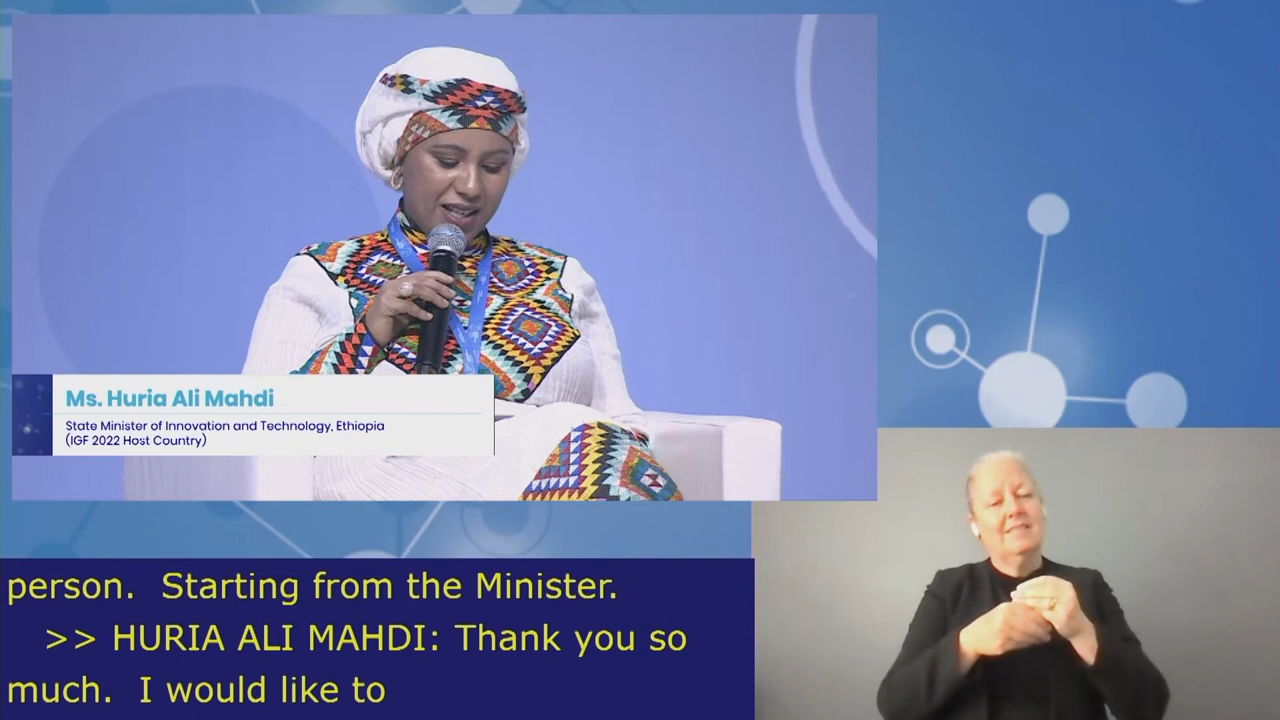 Ms. Huria Ali Mahdi
State Minister of Innovation and Technology, Ethiopia
(IGF 2022 Host Country)
person.  Starting from the Minister.
>> HURIA ALI MAHDI: Thank you so
much.  I would like to